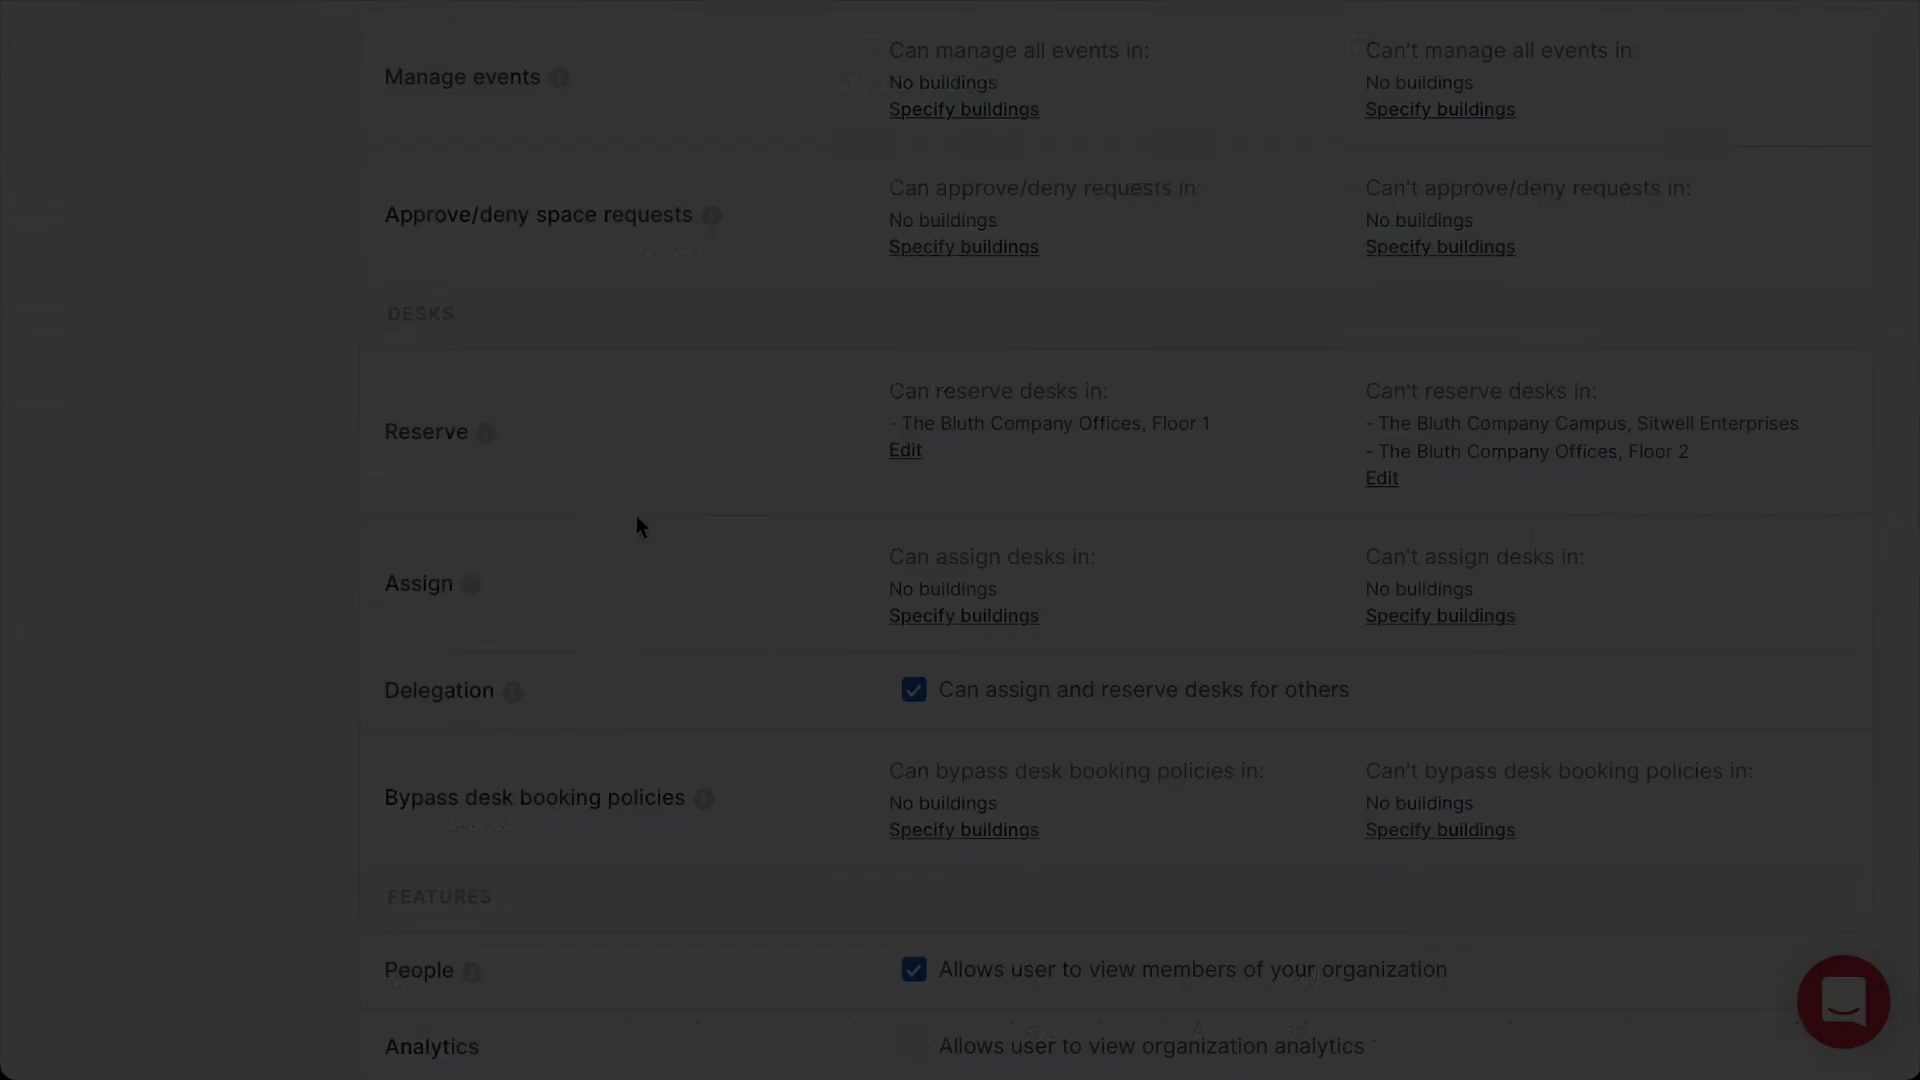 Manage events
Can manage all events in:
No buildings
Specify buildings
Can't manage all events in:
No buildings
Specify buildings
Approve/deny space requests
Can approve/deny requests in:
No buildings
Specify buildings
Can't approve/deny requests in:
No buildings
Specify buildings
DESKS
Reserve
Can reserve desks in:
- The Bluth Company Offices, Floor 1
Edit
Can't reserve desks in:
- The Bluth Company Campus, Sitwell Enterprises
- The Bluth Company Offices, Floor 2
Edit
Assign
Can assign desks in:
No buildings
Specify buildings
Can't assign desks in:
No buildings
Specify buildings
Delegation
Can assign and reserve desks for others
Bypass desk booking policies
Can bypass desk booking policies in:
No buildings
Specify buildings
Can't bypass desk booking policies in:
No buildings
Specify buildings
FEATURES
People
Allows user to view members of your organization
Analytics
Allows user to view organization analytics